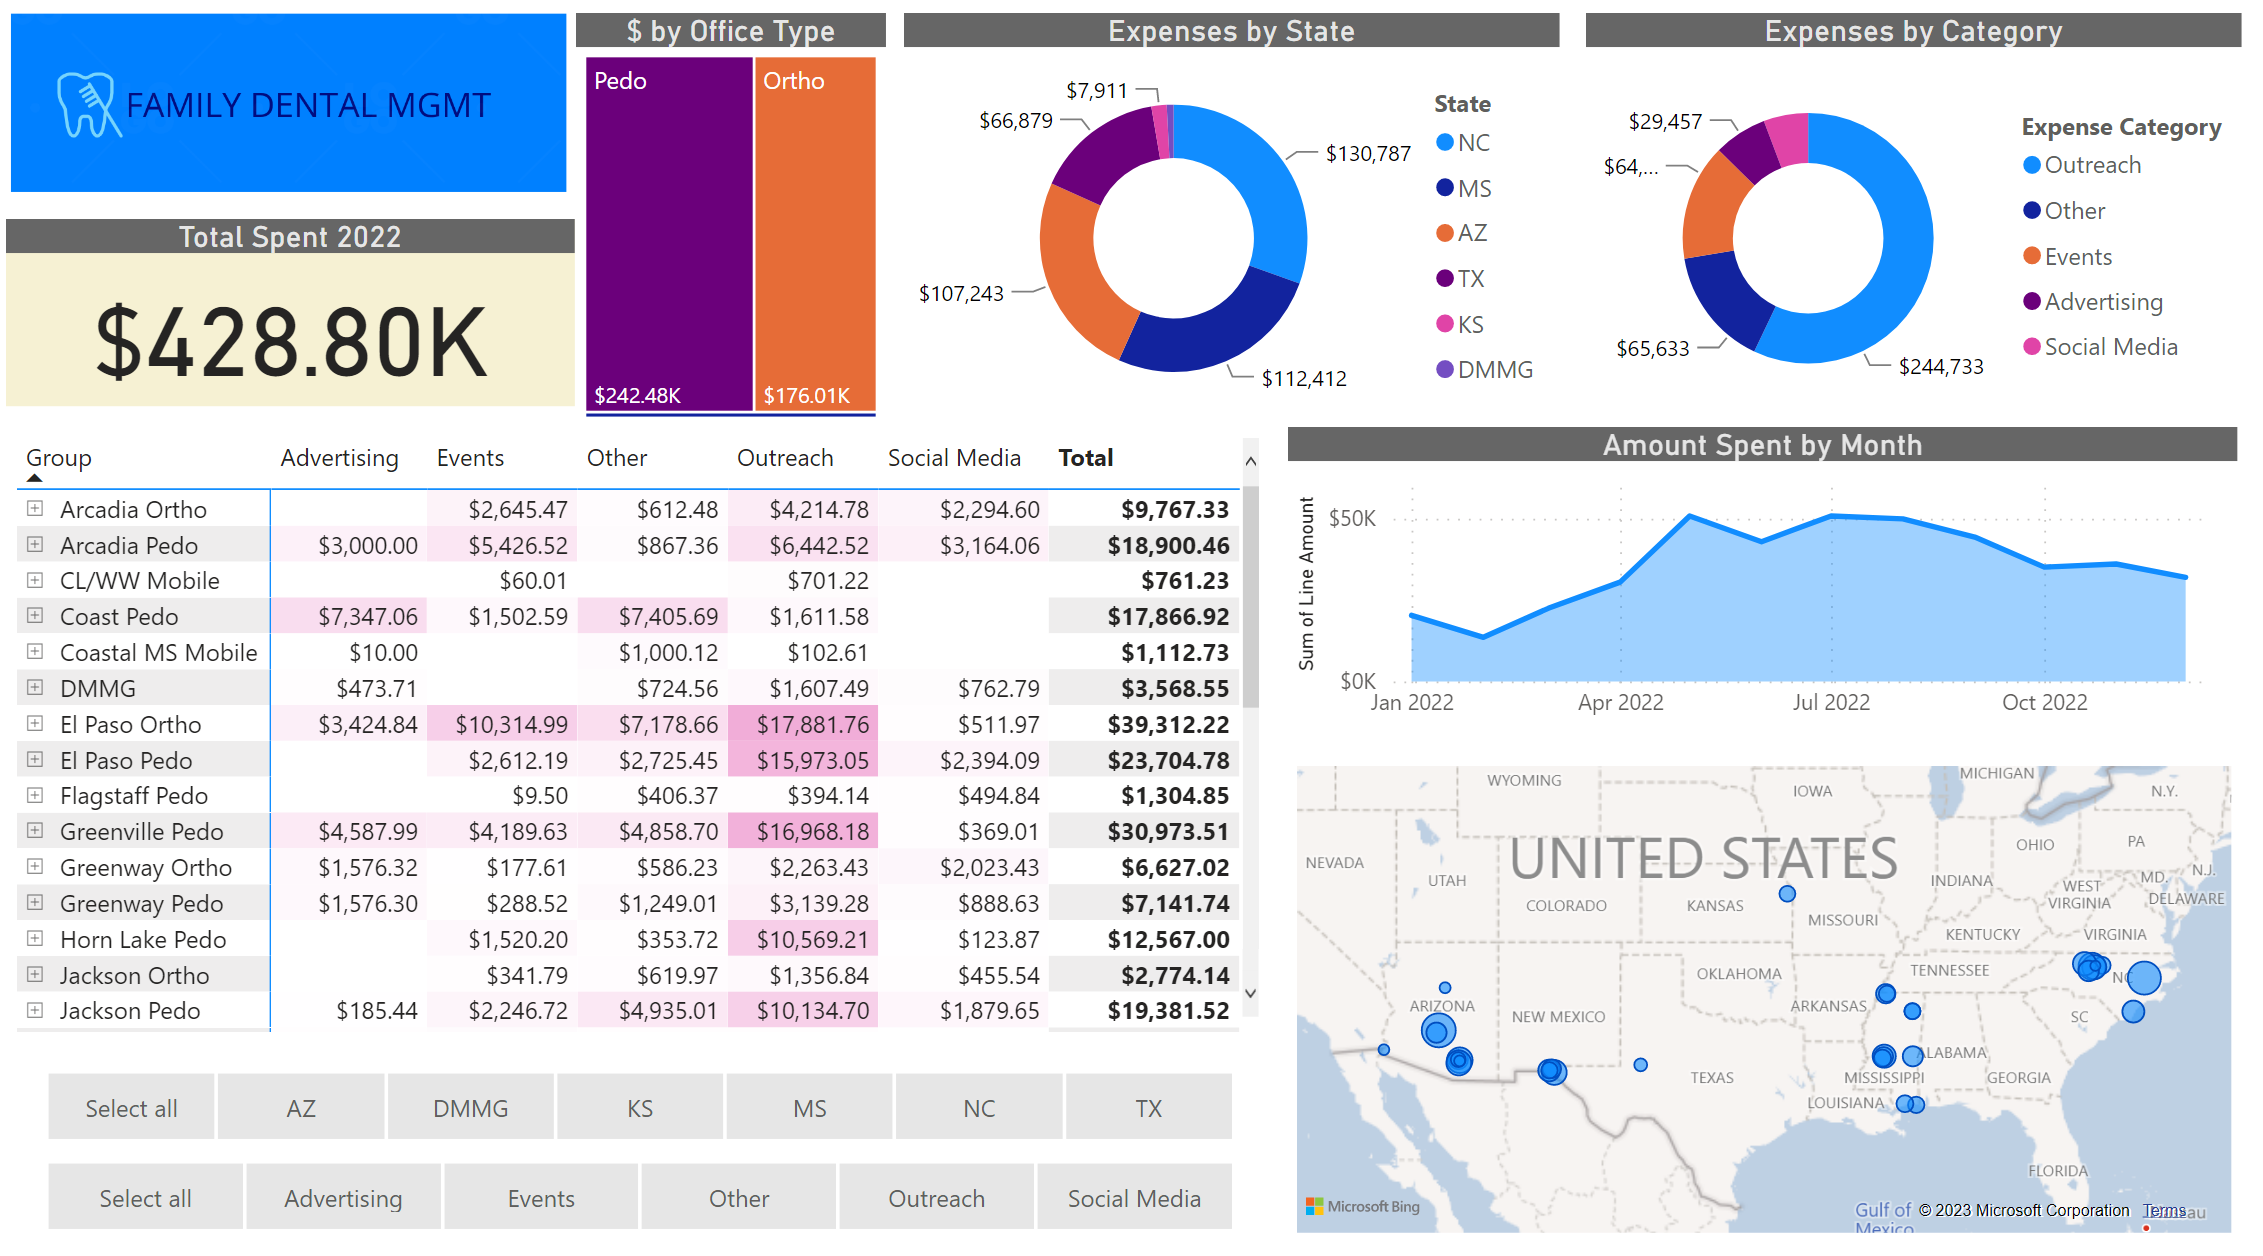 FAMILY DENTAL MGMT
Total Spent 2022
$428.80K
$ by Office Type
Pedo
$242.48K
Ortho
$176.01K
Expenses by State
$7,911
$66,879
$130,787
$107,243
$112,412
State
NC
MS
AZ
TX
KS
DMMG
Expenses by Category
$29,457
$64,...
$65,633
$244,733
Expense Category
Outreach
Other
Events
Advertising
Social Media
Group Advertising Events Other Outreach Social Media Total
Arcadia Ortho $2,645.47 $612.48 $4,214.78 $2,294.60 $9,767.33
Arcadia Pedo $3,000.00 $5,426.52 $867.36 $6,442.52 $3,164.06 $18,900.46
CL/WW Mobile $60.01 $701.22 $761.23
Coast Pedo $7,347.06 $1,502.59 $7,405.69 $1,611.58 $17,866.92
Coastal MS Mobile $10.00 $1,000.12 $102.61 $1,112.73
DMMG $473.71 $724.56 $1,607.49 $762.79 $3,568.55
El Paso Ortho $3,424.84 $10,314.99 $7,178.66 $17,881.76 $511.97 $39,312.22
El Paso Pedo $2,612.19 $2,725.45 $15,973.05 $2,394.09 $23,704.78
Flagstaff Pedo $9.50 $406.37 $394.14 $494.84 $1,304.85
Greenville Pedo $4,587.99 $4,189.63 $4,858.70 $16,968.18 $369.01 $30,973.51
Greenway Ortho $1,576.32 $177.61 $586.23 $2,263.43 $2,023.43 $6,627.02
Greenway Pedo $1,576.30 $288.52 $1,249.01 $3,139.28 $888.63 $7,141.74
Horn Lake Pedo $1,520.20 $353.72 $10,569.21 $123.87 $12,567.00
Jackson Ortho $341.79 $619.97 $1,356.84 $455.54 $2,774.14
Jackson Pedo $185.44 $2,246.72 $4,935.01 $10,134.70 $1,879.65 $19,381.52
Select all AZ DMMG KS MS NC TX
Select all Advertising Events Other Outreach Social Media
Amount Spent by Month
Sum of Line Amount
$50K
$0K
Jan 2022 Apr 2022 Jul 2022 Oct 2022
WYOMING
MICHIGAN
IOWA
N.Y.
UNITED STATES
OHIO
PA
NEVADA
UTAH
INDIANA
MD.
N.J.
COLORADO
KANSAS
MISSOURI
WEST
VIRGINIA
DELAWARE
KENTUCKY
VIRGINIA
OKLAHOMA
TENNESSEE
NC
ARIZONA
NEW MEXICO
ARKANSAS
SC
ALABAMA
TEXAS
MISSISSIPPI
GEORGIA
LOUISIANA
FLORIDA
Microsoft Bing
Gulf of
Mexico
© 2023 Microsoft Corporation Terms